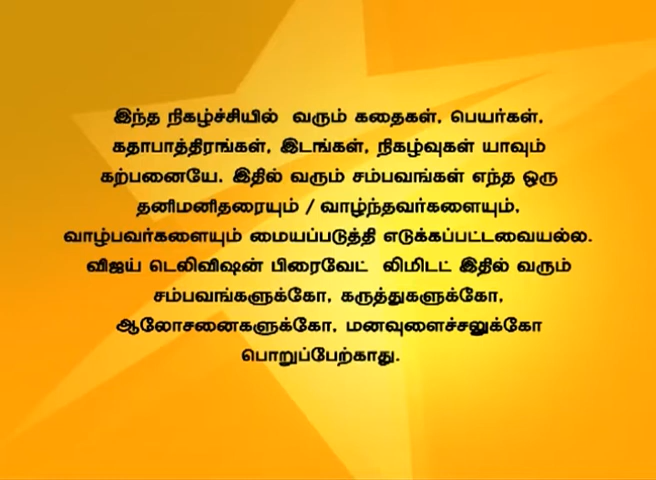 இந்த நிகழ்ச்சியில் வரும் கதைகள், பெயர்கள்,
கதாபாத்திரங்கள், இடங்கள், நிகழ்வுகள் யாவும்
கற்பனையே. இதில் வரும் சம்பவங்கள் எந்த ஒரு
தனிமனிதரையும் / வாழ்ந்தவர்களையும்,
வாழ்பவர்களையும் மையப்படுத்தி எடுக்கப்பட்டவையல்ல.
விஜய் டெலிவிஷன் பிரைவேட் லிமிடட் இதில் வரும்
சம்பவங்களுக்கோ, கருத்துகளுக்கோ,
ஆலோசனைகளுக்கோ, மனவுளைச்சலுக்கோ
பொறுப்பேற்காது.